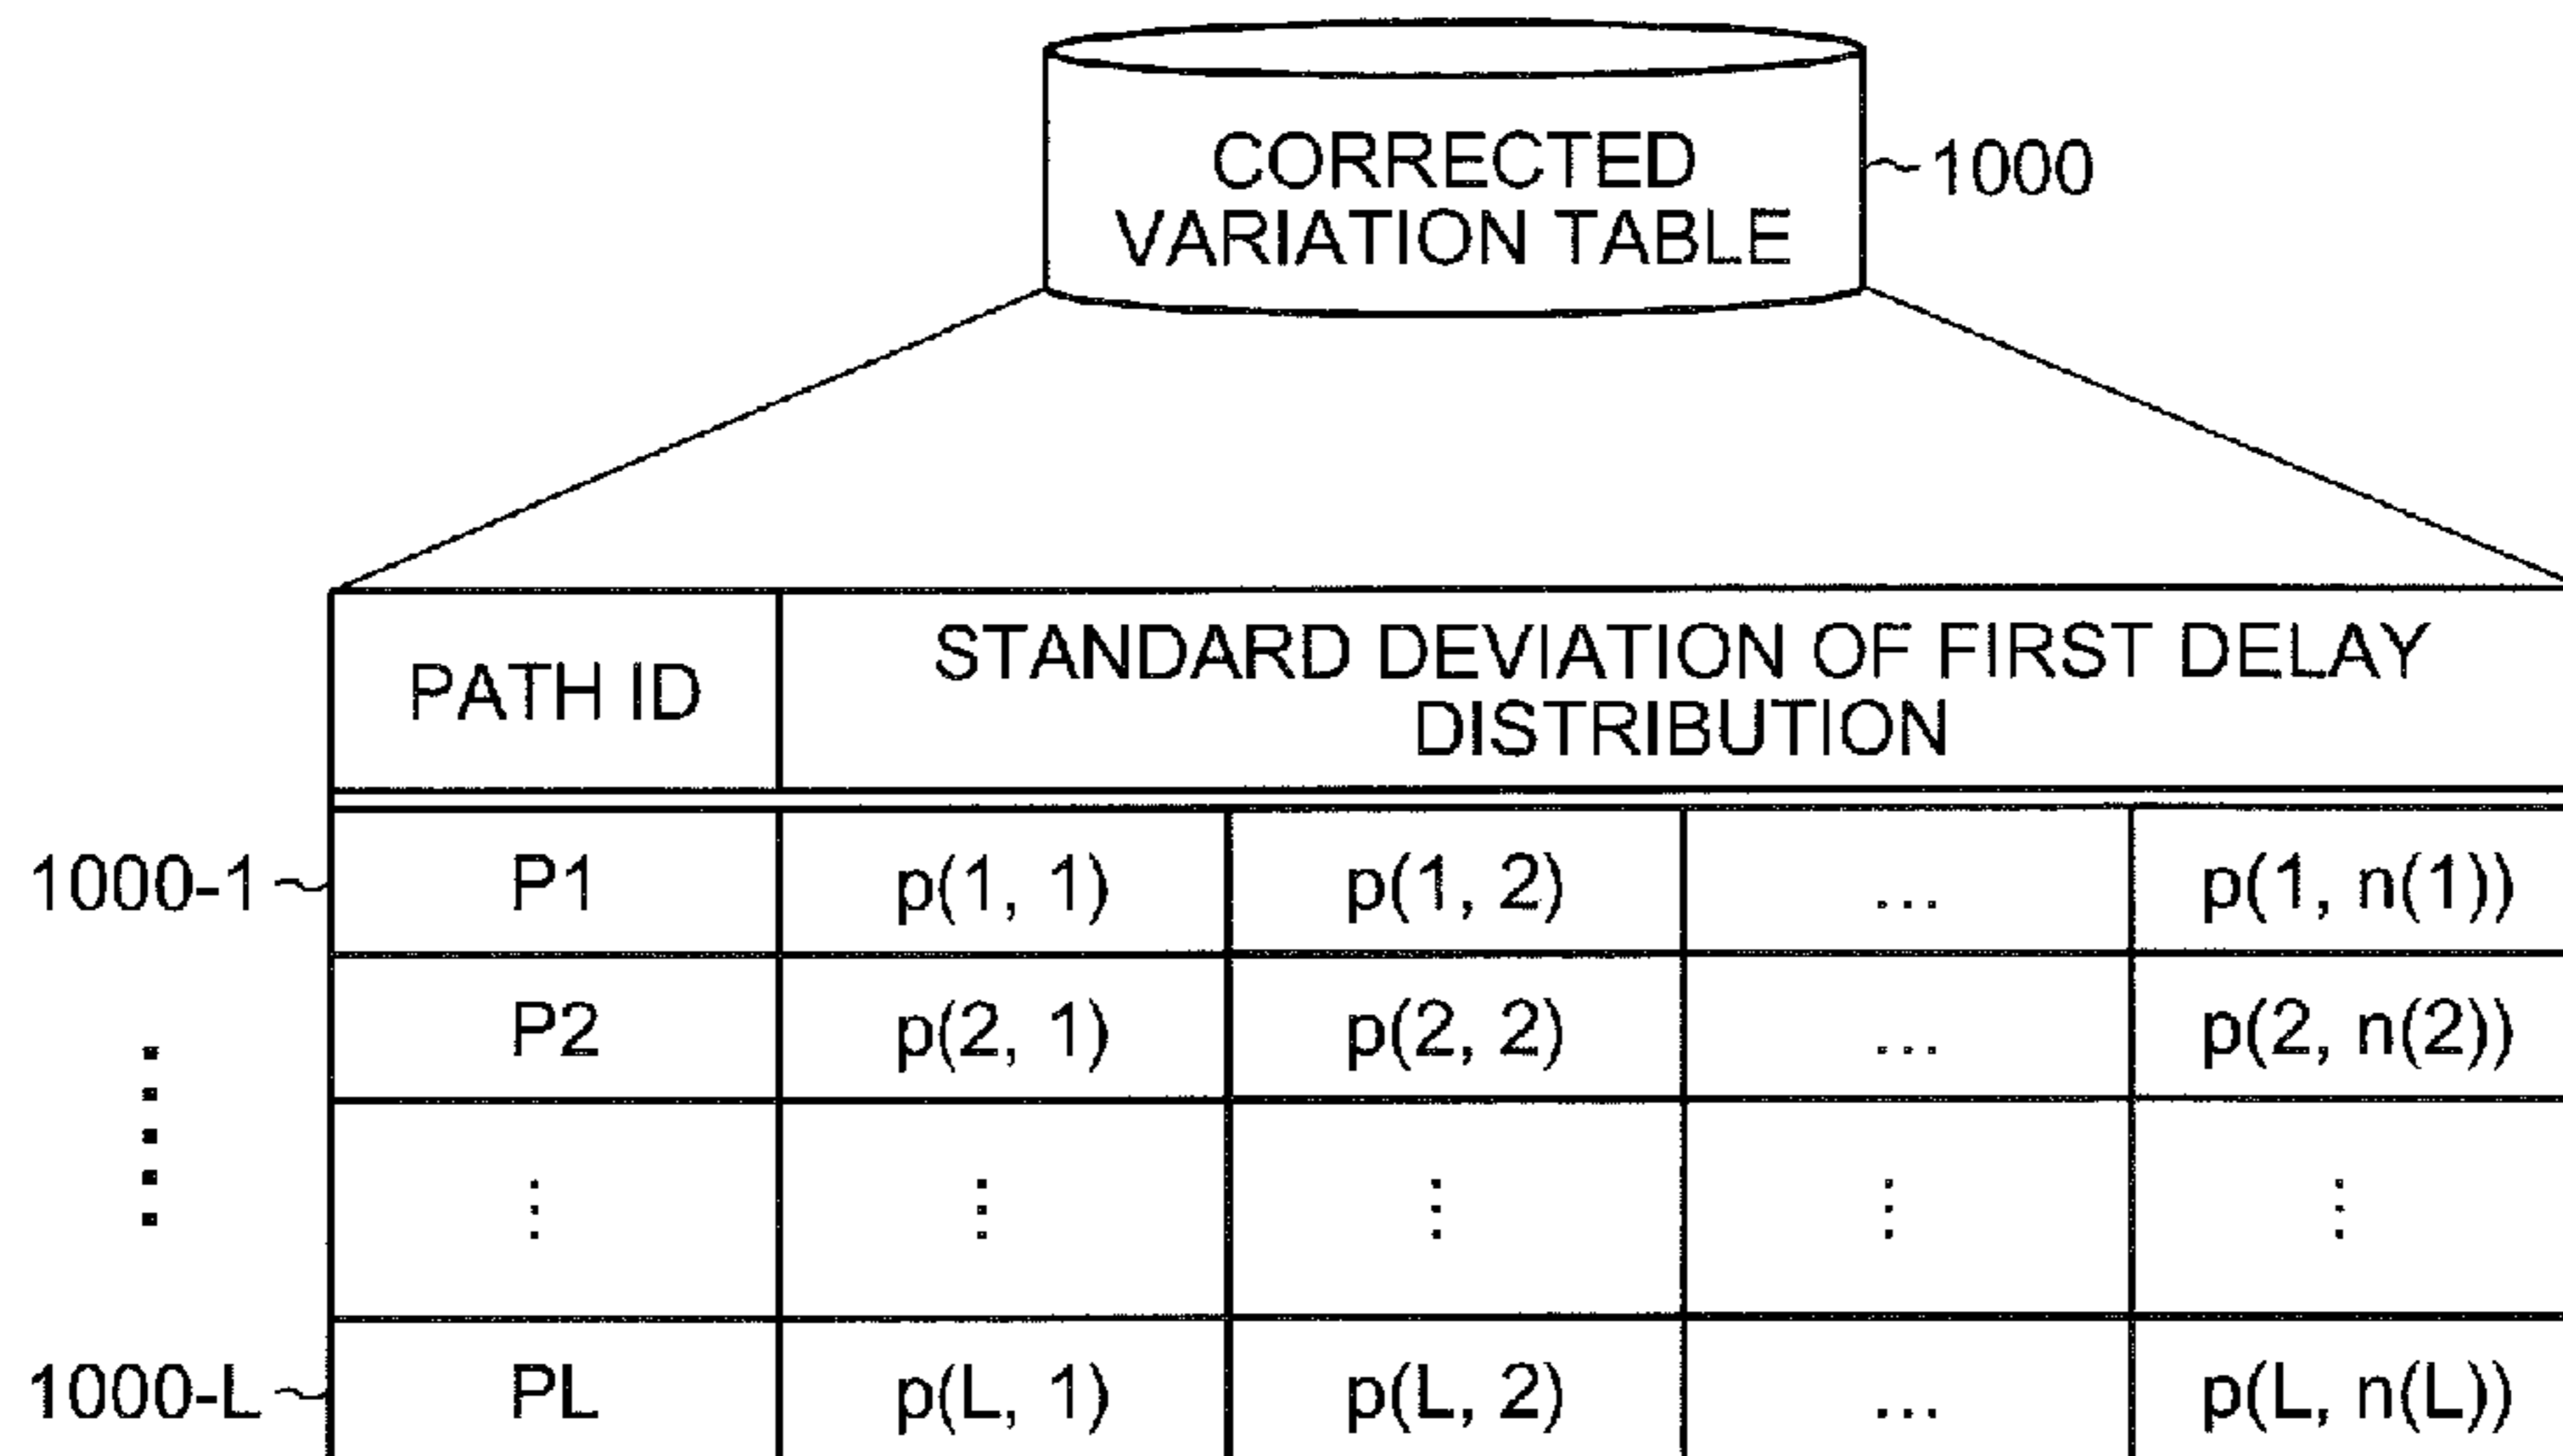 CORRECTED
VARIATION TABLE
1000
PATH ID
STANDARD DEVIATION OF FIRST DELAY
DISTRIBUTION
1000-1 P1 p(1, 1) p(1, 2) ... p(1, n(1))
P2 p(2, 1) p(2, 2) ... p(2, n(2))
1000-L PL p(L, 1) p(L, 2) ... p(L, n(L))